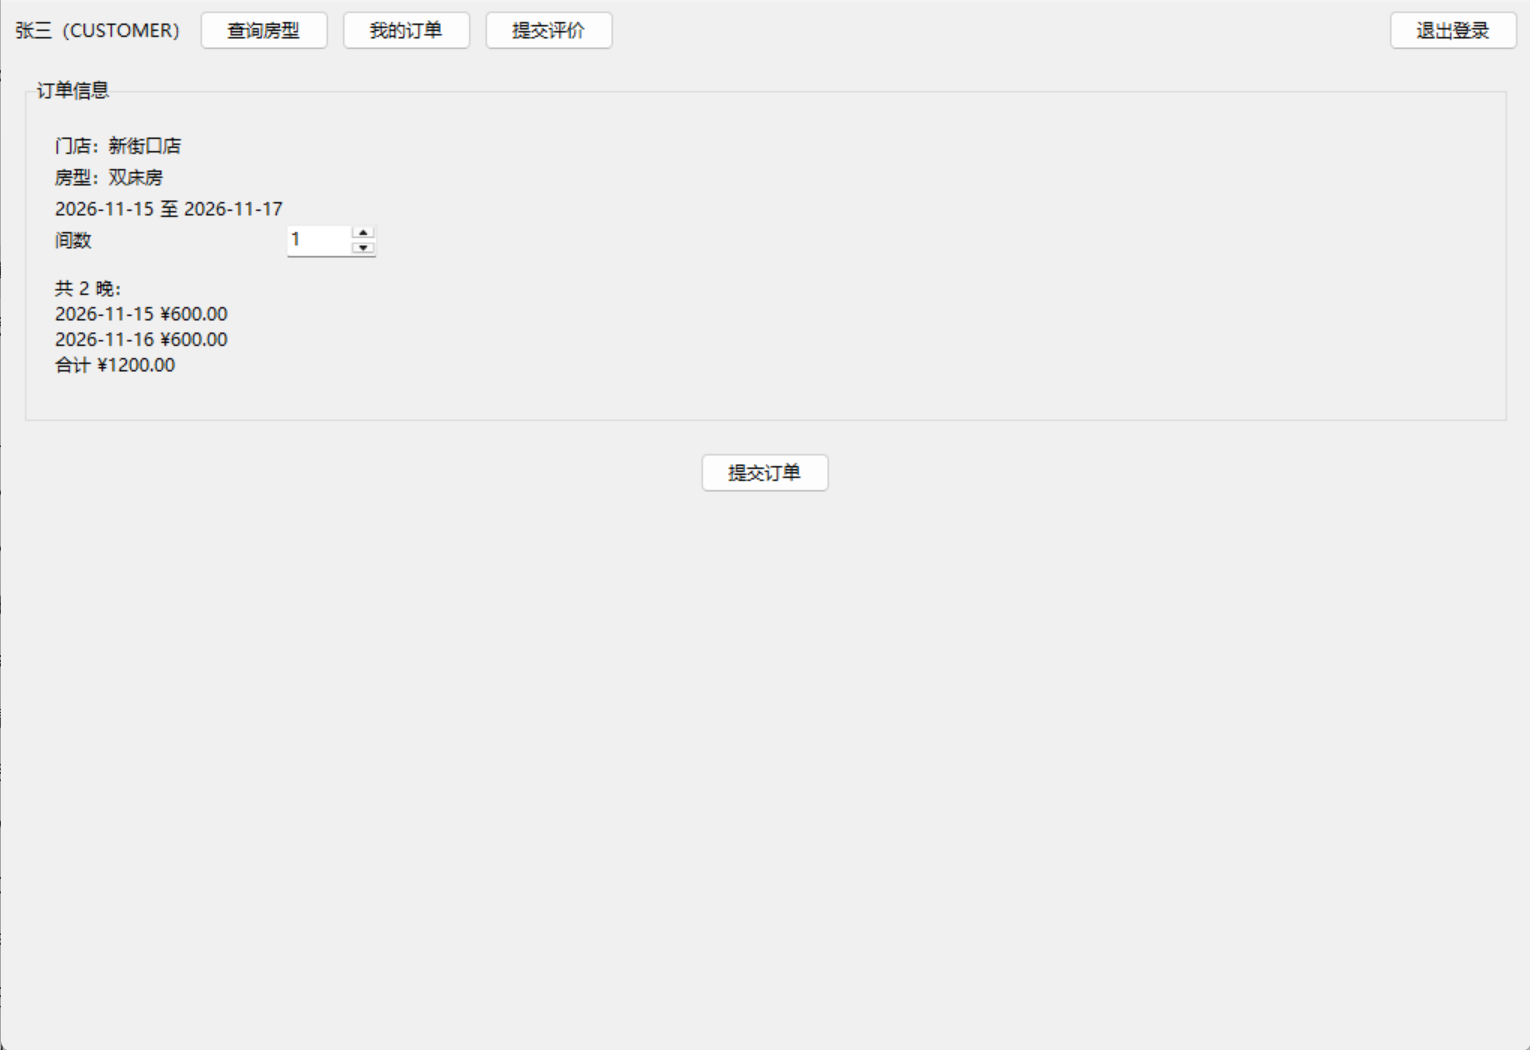 张三（CUSTOMER） 查询房型 我的订单 提交评价 退出登录
订单信息
门店：新街口店
房型：双床房
2026-11-15 至 2026-11-17
间数 1
共 2 晚：
2026-11-15 ¥600.00
2026-11-16 ¥600.00
合计 ¥1200.00
提交订单